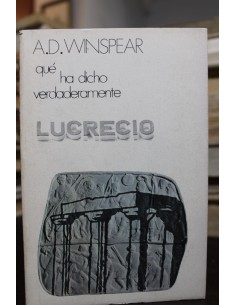 A.D. WINSPEAR
qué
ha dicho
verdaderamente
LUCRECIO